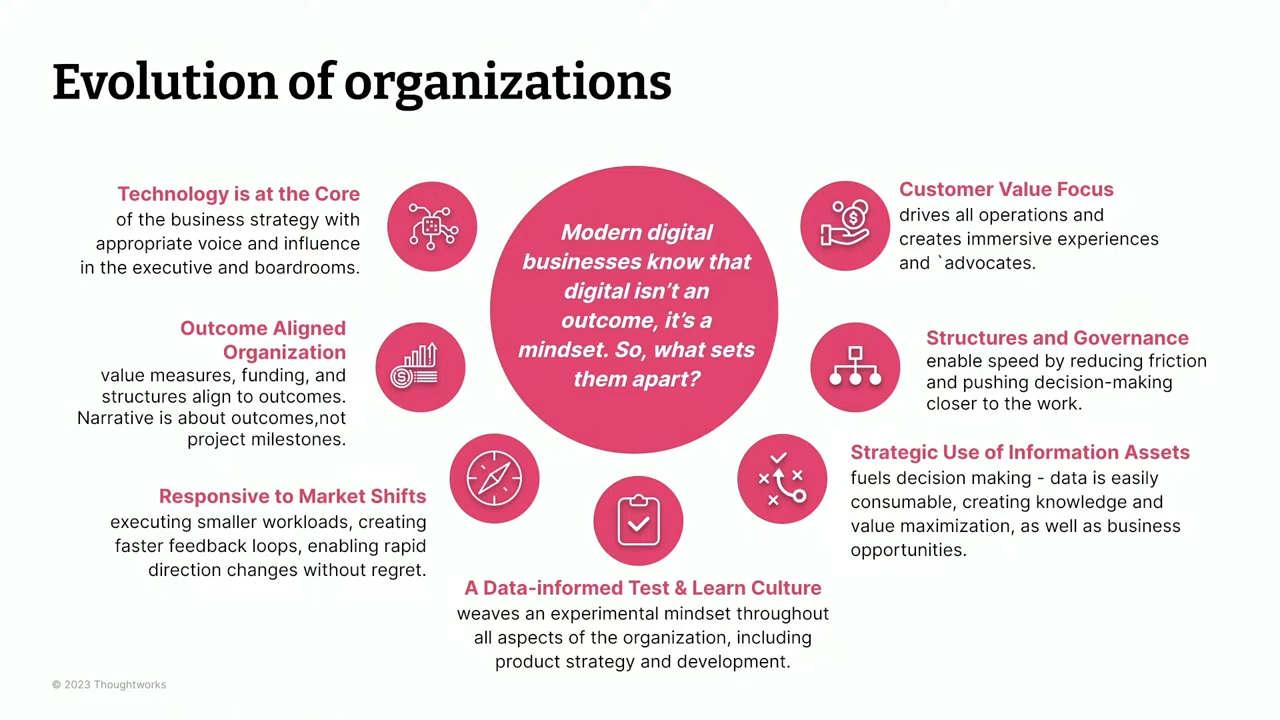 Evolution of organizations
Technology is at the Core
of the business strategy with
appropriate voice and influence
in the executive and boardrooms.
Outcome Aligned
Organization
value measures, funding, and
structures align to outcomes.
Narrative is about outcomes,not
project milestones.
Responsive to Market Shifts
executing smaller workloads, creating
faster feedback loops, enabling rapid
direction changes without regret.
Modern digital
businesses know that
digital isn’t an
outcome, it’s a
mindset. So, what sets
them apart?
A Data-informed Test & Learn Culture
weaves an experimental mindset throughout
all aspects of the organization, including
product strategy and development.
Customer Value Focus
drives all operations and
creates immersive experiences
and `advocates.
Structures and Governance
enable speed by reducing friction
and pushing decision-making
closer to the work.
Strategic Use of Information Assets
fuels decision making - data is easily
consumable, creating knowledge and
value maximization, as well as business
opportunities.
© 2023 Thoughtworks